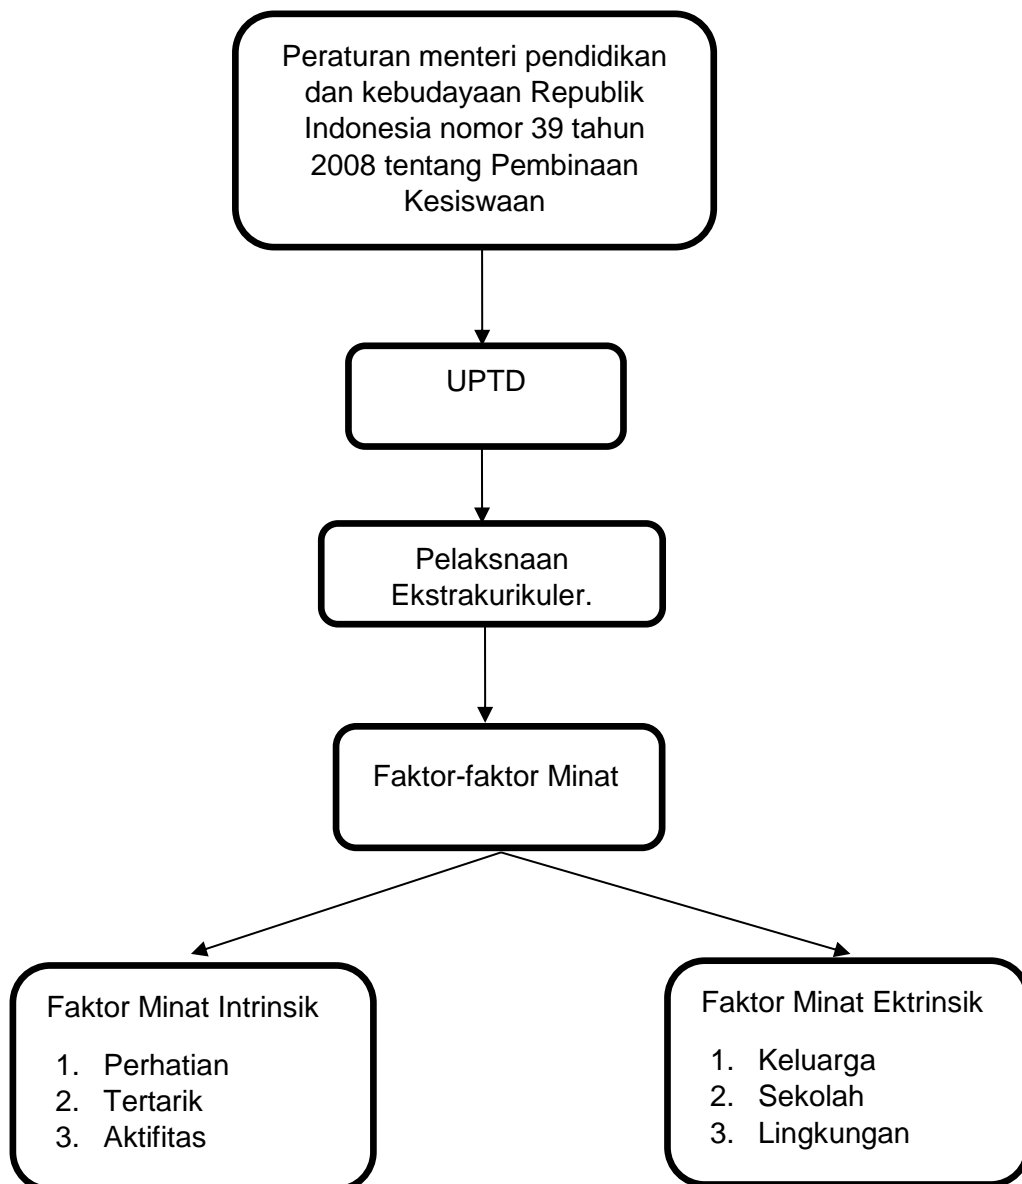 Peraturan menteri pendidikan
dan kebudayaan Republik
Indonesia nomor 39 tahun
2008 tentang Pembinaan
Kesiswaan
UPTD
Pelaksnaan
Ekstrakurikuler.
Faktor-faktor Minat
Faktor Minat Intrinsik
1. Perhatian
2. Tertarik
3. Aktifitas
Faktor Minat Ektrinsik
1. Keluarga
2. Sekolah
3. Lingkungan